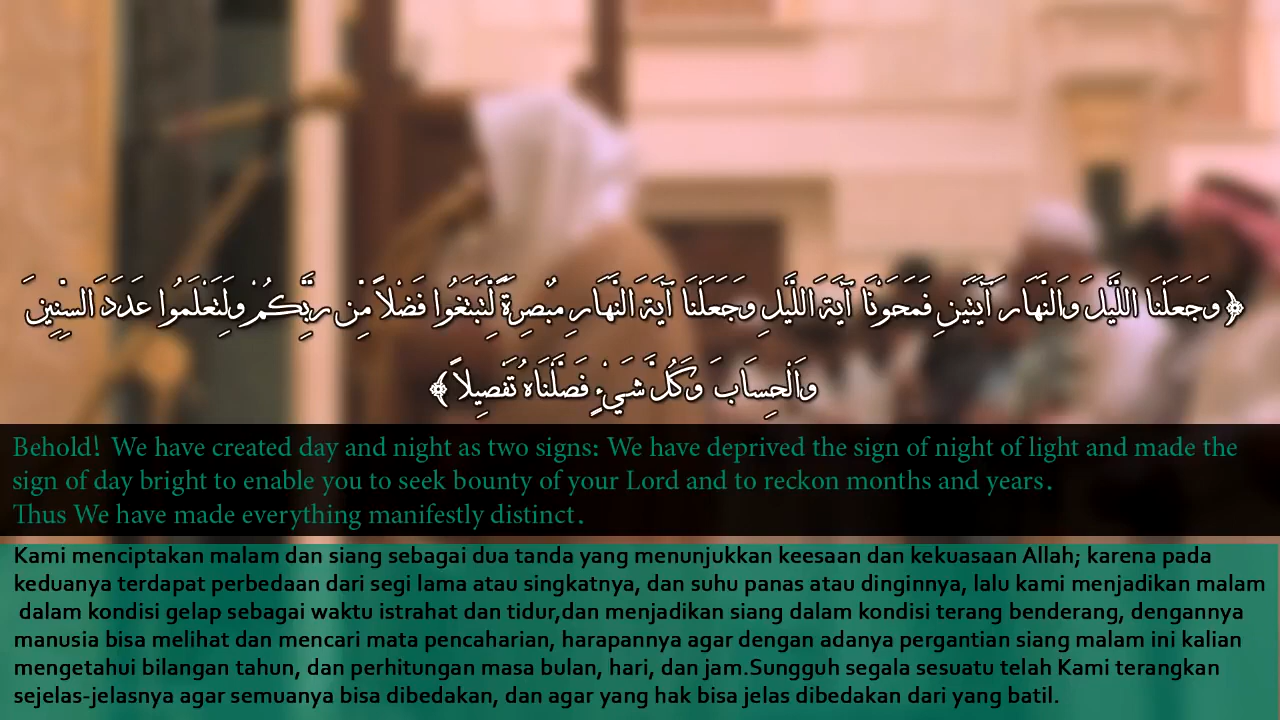 ﴿ وَجَعَلْنَا اللَّيْلَ وَالنَّهَارَ آيَتَيْنِ فَمَحَوْنَا آيَةَ اللَّيْلِ وَجَعَلْنَا آيَةَ النَّهَارِ مُبْصِرَةً لِّتَبْتَغُوا فَضْلاً مِّن رَّبِّكُمْ وَلِتَعْلَمُوا عَدَدَ السِّنِينَ
وَالْحِسَابَ وَكُلَّ شَيْءٍ فَصَّلْنَاهُ تَفْصِيلاً ﴾
Behold! We have created day and night as two signs: We have deprived the sign of night of light and made the
sign of day bright to enable you to seek bounty of your Lord and to reckon months and years.
Thus We have made everything manifestly distinct.
Kami menciptakan malam dan siang sebagai dua tanda yang menunjukkan keesaan dan kekuasaan Allah; karena pada
keduanya terdapat perbedaan dari segi lama atau singkatnya, dan suhu panas atau dinginnya, lalu kami menjadikan malam
dalam kondisi gelap sebagai waktu istrahat dan tidur,dan menjadikan siang dalam kondisi terang benderang, dengannya
manusia bisa melihat dan mencari mata pencaharian, harapannya agar dengan adanya pergantian siang malam ini kalian
mengetahui bilangan tahun, dan perhitungan masa bulan, hari, dan jam.Sungguh segala sesuatu telah Kami terangkan
sejelas-jelasnya agar semuanya bisa dibedakan, dan agar yang hak bisa jelas dibedakan dari yang batil.